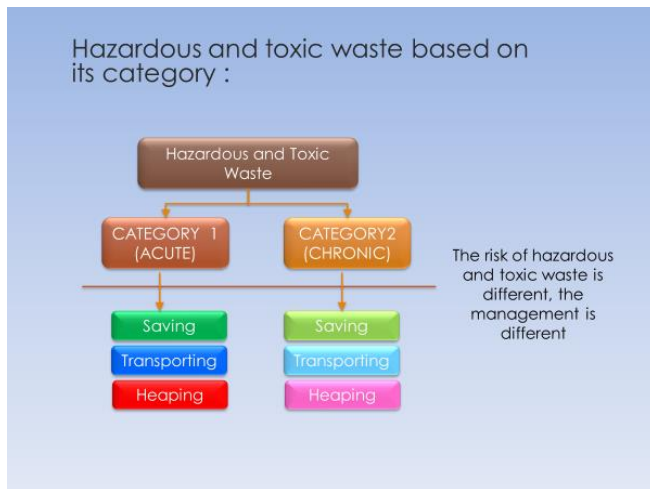 Hazardous and toxic waste based on
its category :
Hazardous and Toxic
Waste
CATEGORY 1
(ACUTE)
CATEGORY2
(CHRONIC)
The risk of hazardous
and toxic waste is
different, the
management is
different
Saving
Transporting
Heaping
Saving
Transporting
Heaping